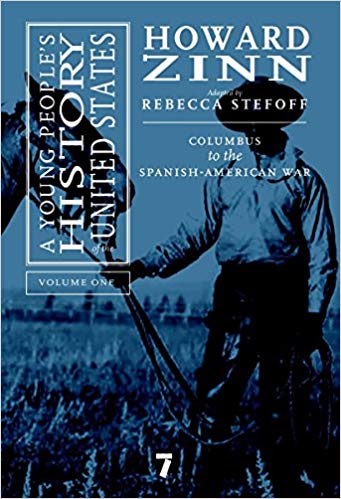 A YOUNG PEOPLE'S
HISTORY
of the
UNITED STATES
VOLUME ONE
HOWARD
ZINN
Adapted by
REBECCA STEFOFF
COLUMBUS
to the
SPANISH-AMERICAN WAR
7